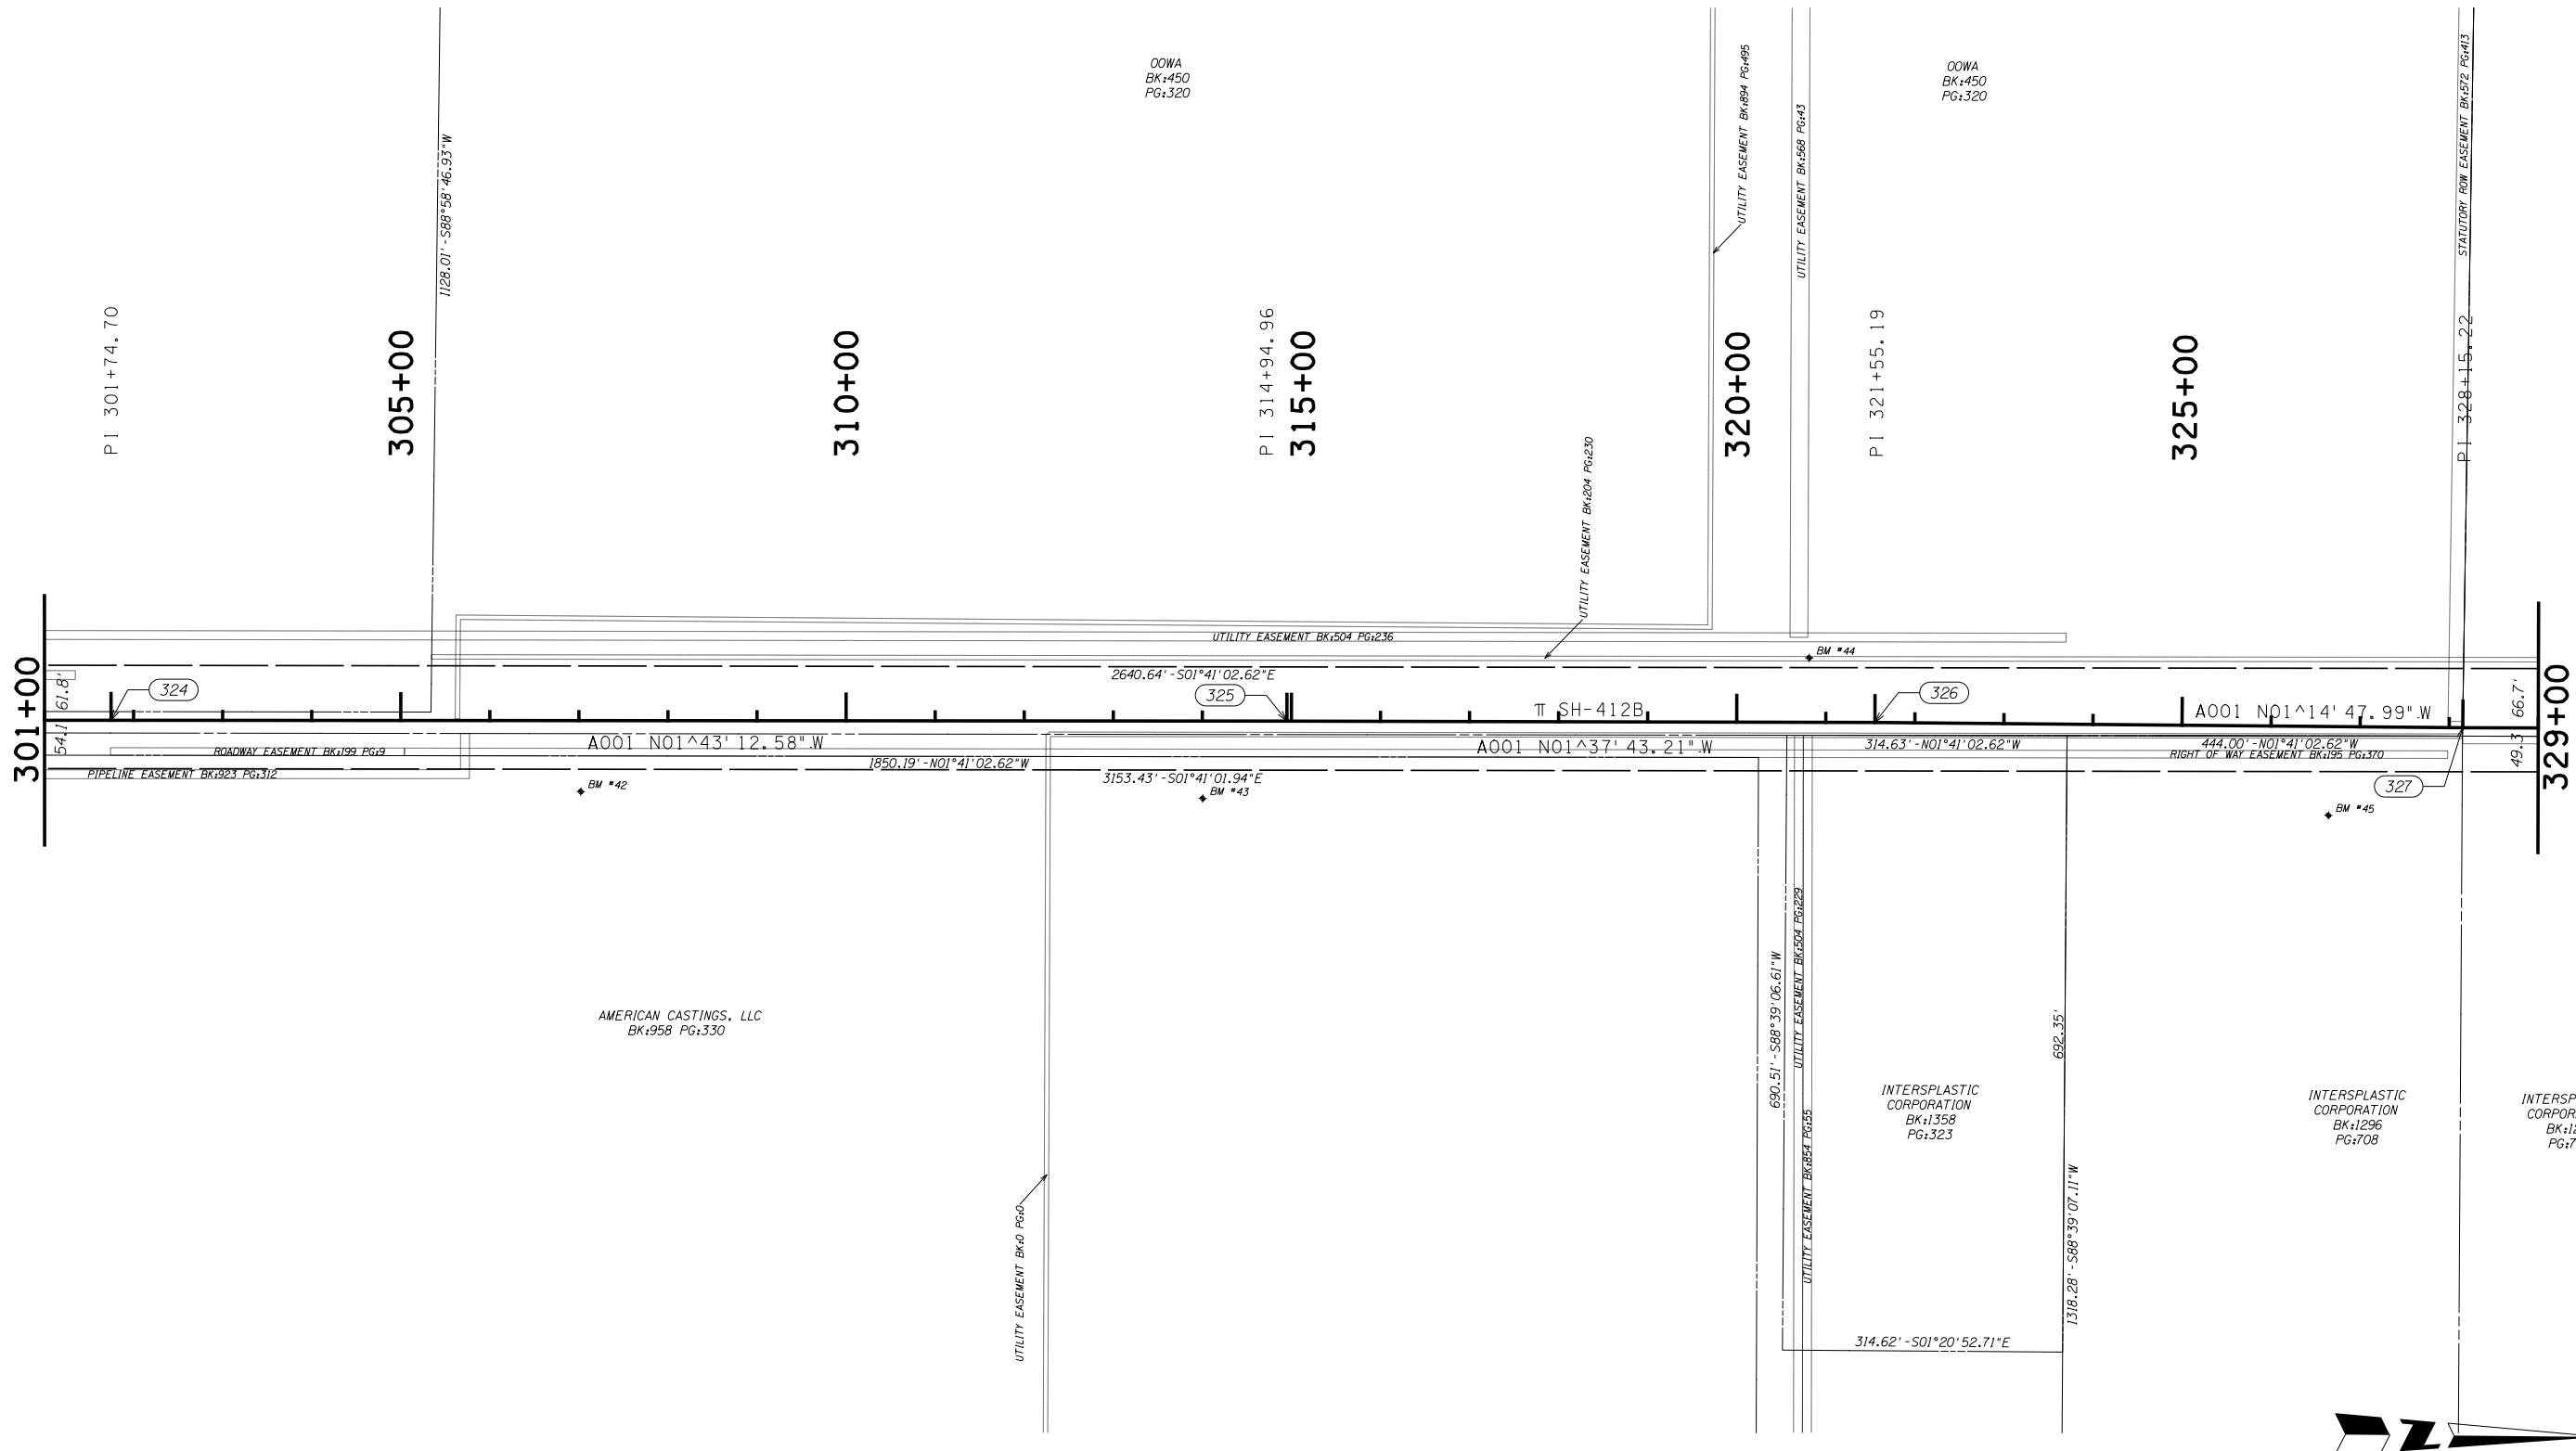 OOWA
BK:450
PG:320
OOWA
BK:450
PG:320
UTILITY EASEMENT BK:894 PG:495
UTILITY EASEMENT BK:568 PG:43
STATUTORY ROW EASEMENT BK:572 PG:413
1128.01' - S88°58'46.93"W
PI 301+74.70
305+00
310+00
PI 314+94.96
315+00
320+00
PI 321+55.19
325+00
PI 328+15.22
UTILITY EASEMENT BK:204 PG:230
UTILITY EASEMENT BK:504 PG:236
BM #44
2640.64' - S01°41'02.62"E
301+00
61.8'
54.1
324
325
326
π SH-412B
A001 N01^14'47.99".W
66.7'
49.3
329+00
ROADWAY EASEMENT BK:199 PG:9
A001 N01^43'12.58".W
A001 N01^37'43.21".W
314.63' - N01°41'02.62"W
444.00' - N01°41'02.62"W
RIGHT OF WAY EASEMENT BK:195 PG:370
1850.19' - N01°41'02.62"W
PIPELINE EASEMENT BK:923 PG:312
3153.43' - S01°41'01.94"E
BM #42
BM #43
327
BM #45
AMERICAN CASTINGS, LLC
BK:958 PG:330
UTILITY EASEMENT BK:0 PG:0
690.51' - S88°39'06.61"W
UTILITY EASEMENT BK:504 PG:229
UTILITY EASEMENT BK:854 PG:55
692.35'
1318.28' - S88°39'07.11"W
INTERSPLASTIC
CORPORATION
BK:1358
PG:323
INTERSPLASTIC
CORPORATION
BK:1296
PG:708
314.62' - S01°20'52.71"E
Z